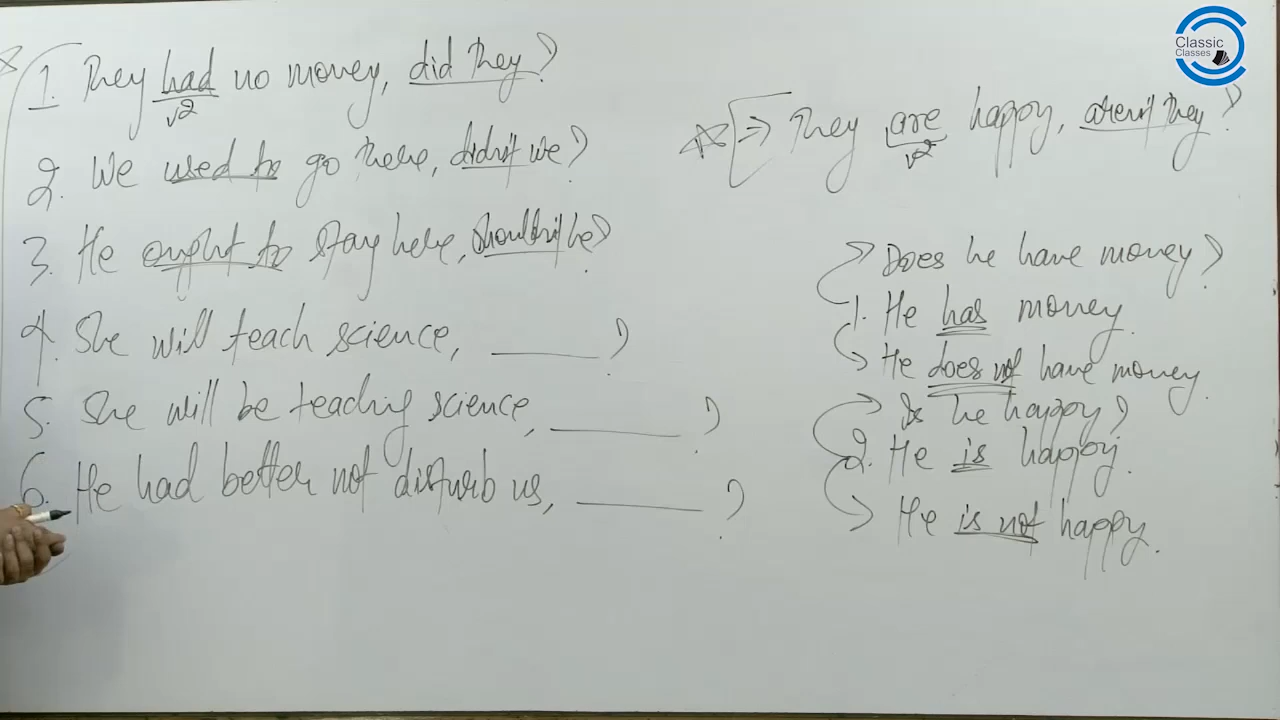 1. They had no money, did they?
v2
2. We used to go there, didn't we?
3. He ought to stay here, shouldn't he?
4. She will teach science, ______?
5. She will be teaching science, ______?
6. He had better not disturb us, ______?
Classic
Classes
⇒ They are happy, aren't they?
v2
Does he have money?
1. He has money.
He does not have money.
Is he happy?
2. He is happy.
He is not happy.